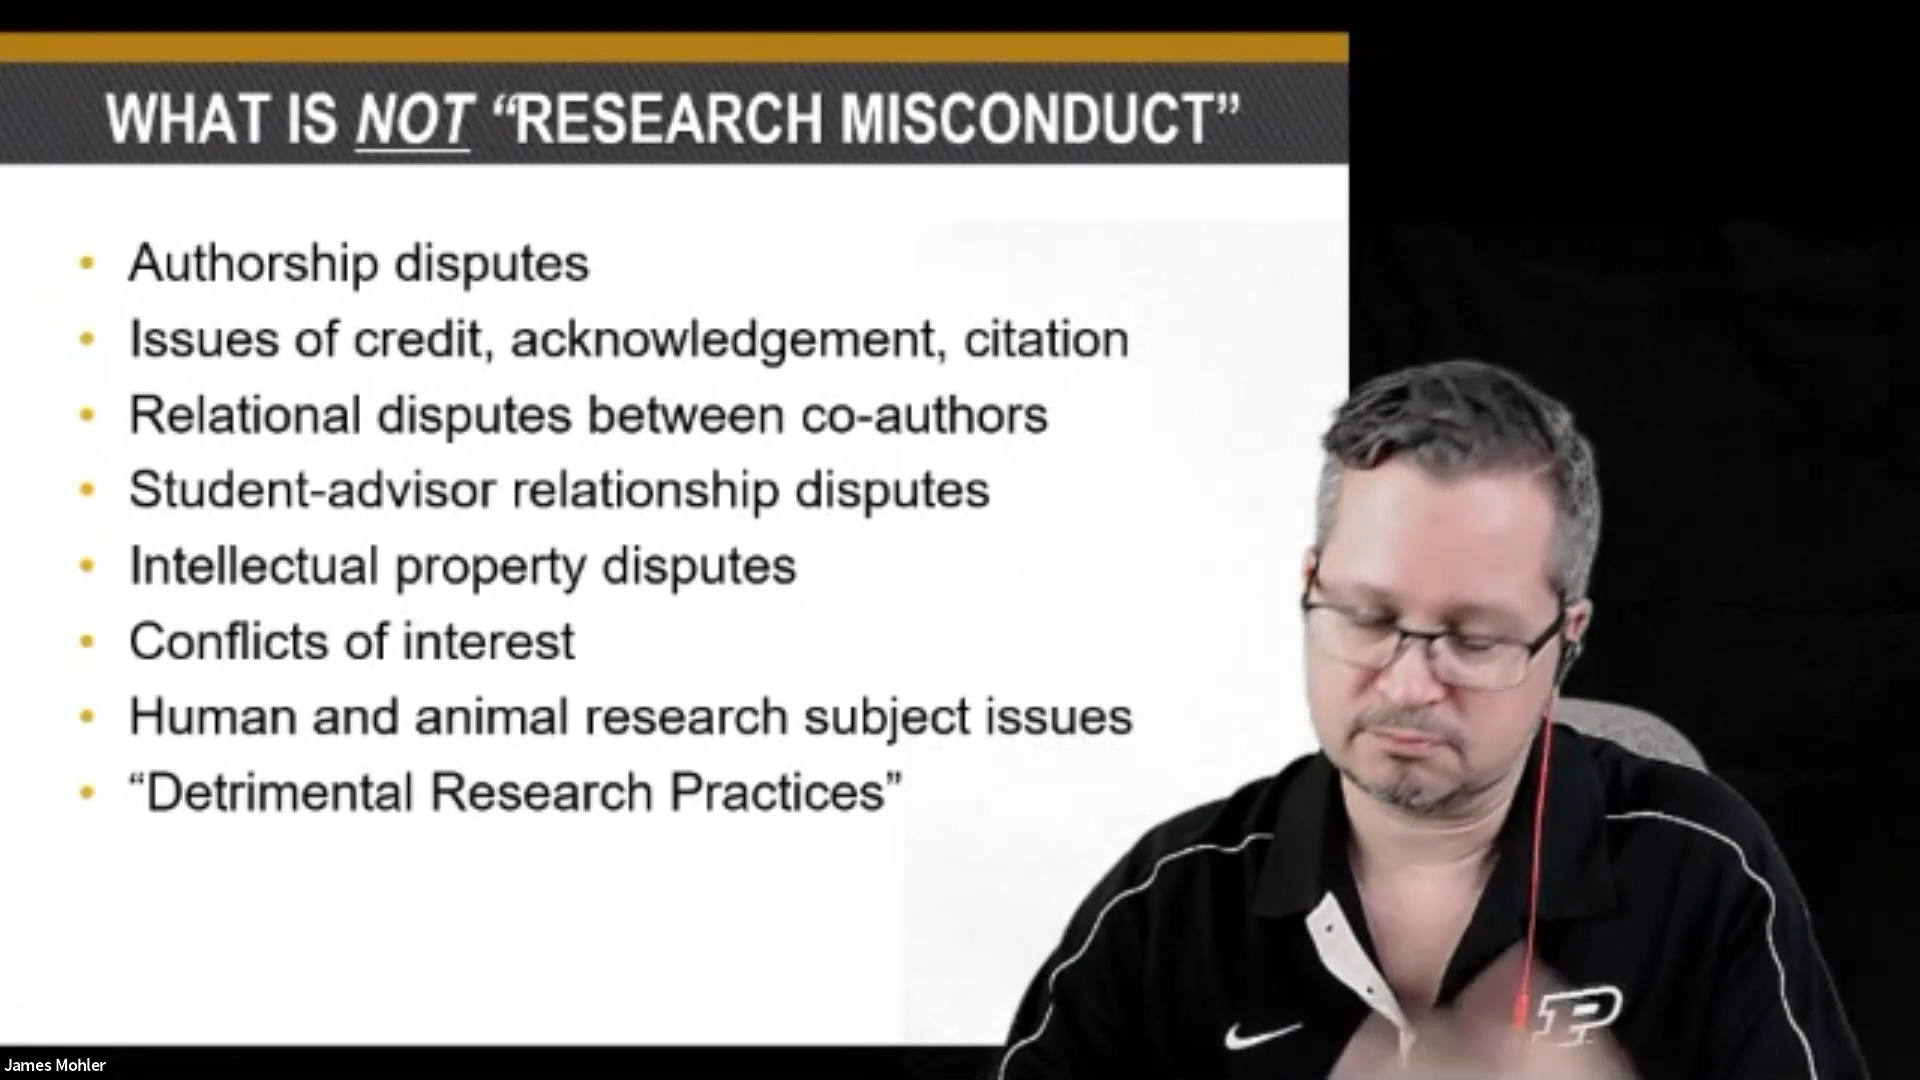 WHAT IS NOT “RESEARCH MISCONDUCT”
• Authorship disputes
• Issues of credit, acknowledgement, citation
• Relational disputes between co-authors
• Student-advisor relationship disputes
• Intellectual property disputes
• Conflicts of interest
• Human and animal research subject issues
• “Detrimental Research Practices”
P
James Mohler